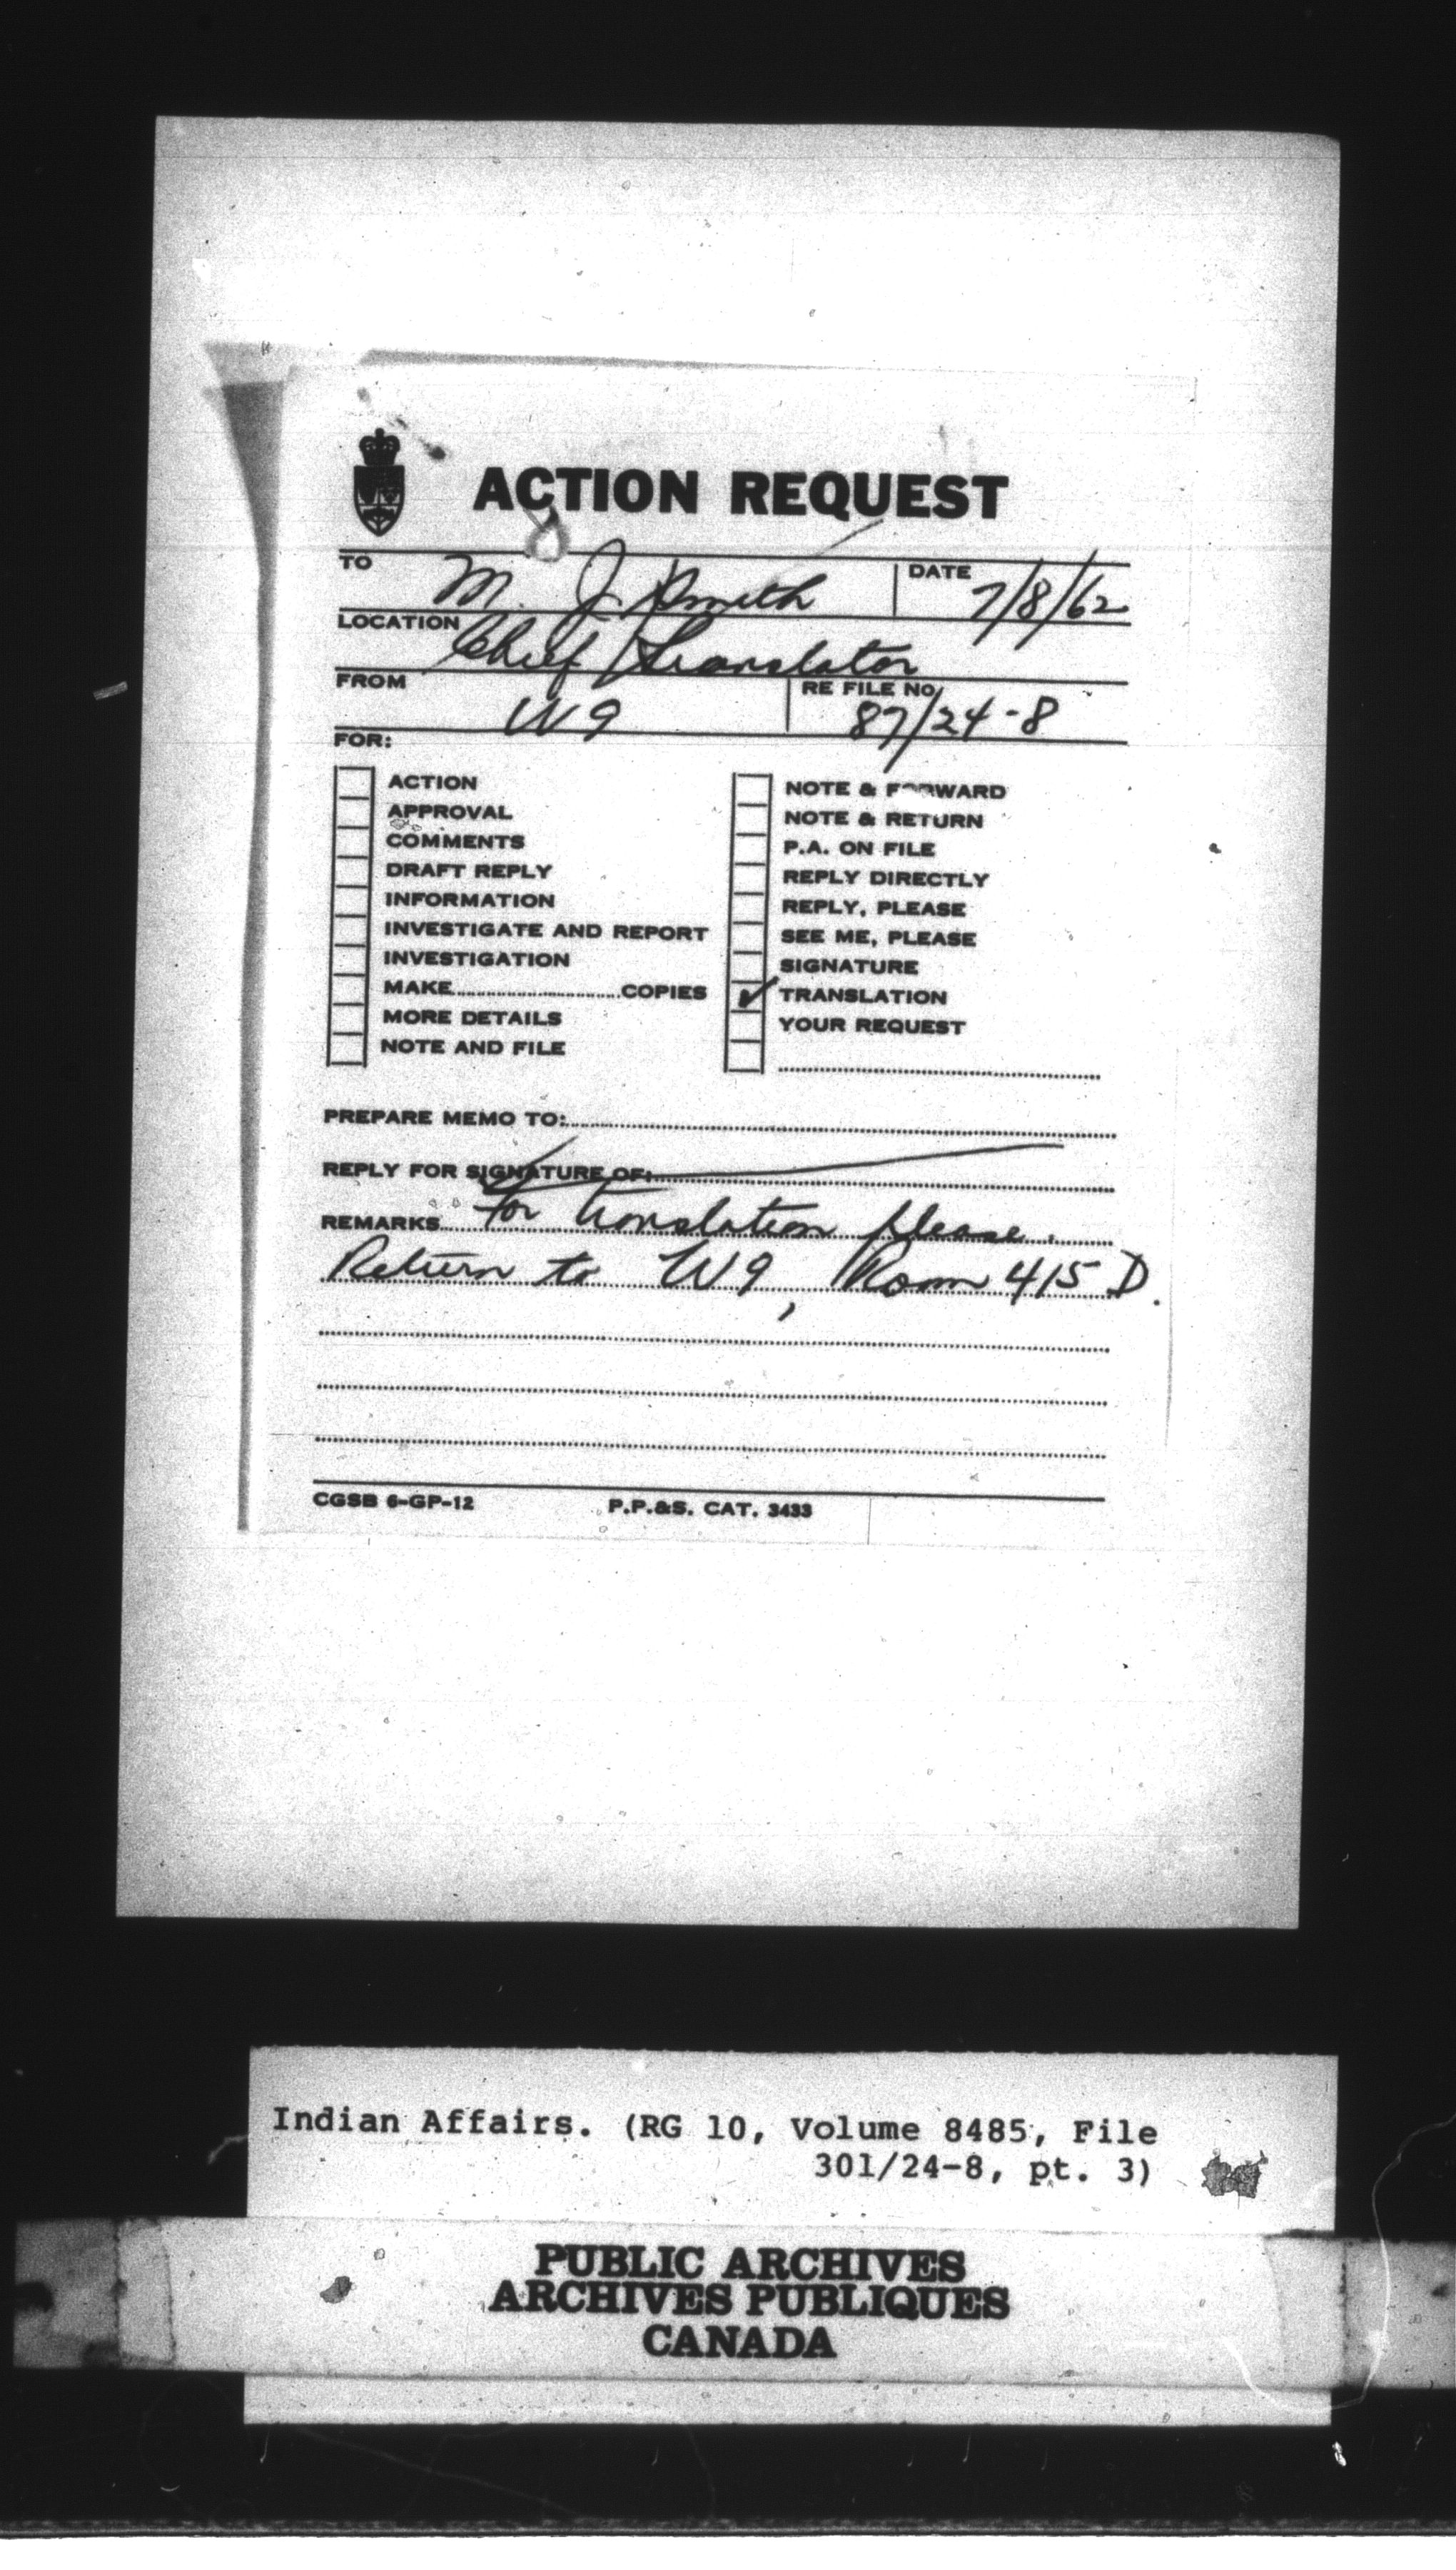 ACTION REQUEST
TO M. J. Smith DATE 7/8/62
LOCATION Chief Translator
FROM W9 RE FILE No. 87/24-8
FOR:
ACTION
APPROVAL
COMMENTS
DRAFT REPLY
INFORMATION
INVESTIGATE AND REPORT
INVESTIGATION
MAKE COPIES
MORE DETAILS
NOTE AND FILE
NOTE & FORWARD
NOTE & RETURN
P.A. ON FILE
REPLY DIRECTLY
REPLY, PLEASE
SEE ME, PLEASE
SIGNATURE
✓ TRANSLATION
YOUR REQUEST
PREPARE MEMO TO:
REPLY FOR SIGNATURE OF:
REMARKS For translation please.
Return to W9, Room 415 D.
CGSB 6-GP-12 P.P.&S. CAT. 3433
Indian Affairs. (RG 10, Volume 8485, File
301/24-8, pt. 3)
PUBLIC ARCHIVES
ARCHIVES PUBLIQUES
CANADA